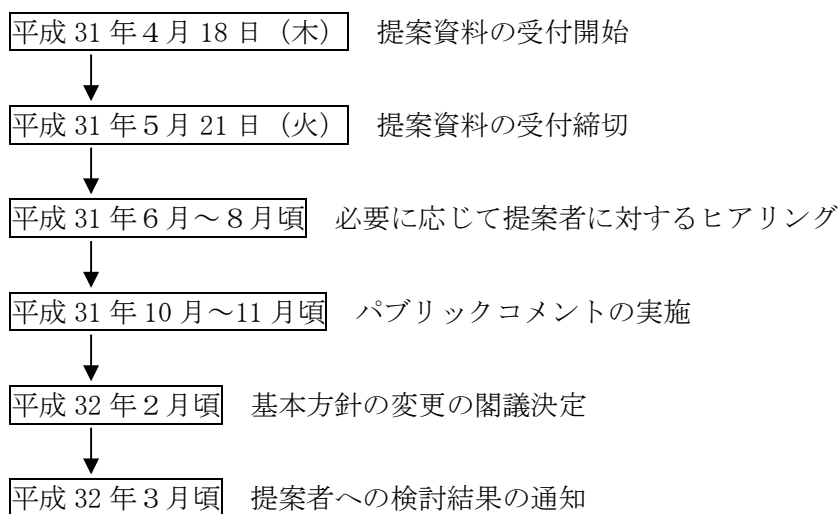 平成 31 年４月 18 日（木） 提案資料の受付開始
平成 31 年５月 21 日（火） 提案資料の受付締切
平成 31 年６月～８月頃 必要に応じて提案者に対するヒアリング
平成 31 年 10 月～11 月頃 パブリックコメントの実施
平成 32 年２月頃 基本方針の変更の閣議決定
平成 32 年３月頃 提案者への検討結果の通知